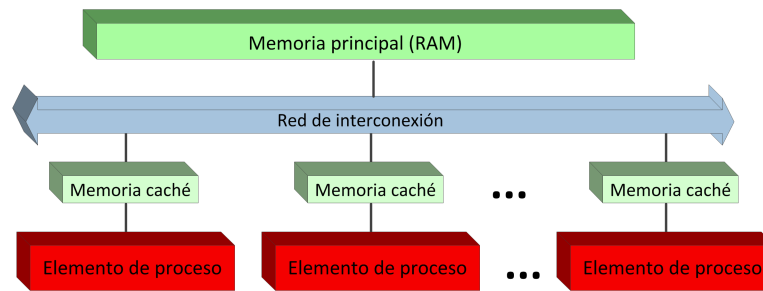 Memoria principal (RAM)
Red de interconexión
Memoria caché
Memoria caché
...
Memoria caché
Elemento de proceso
Elemento de proceso
...
Elemento de proceso